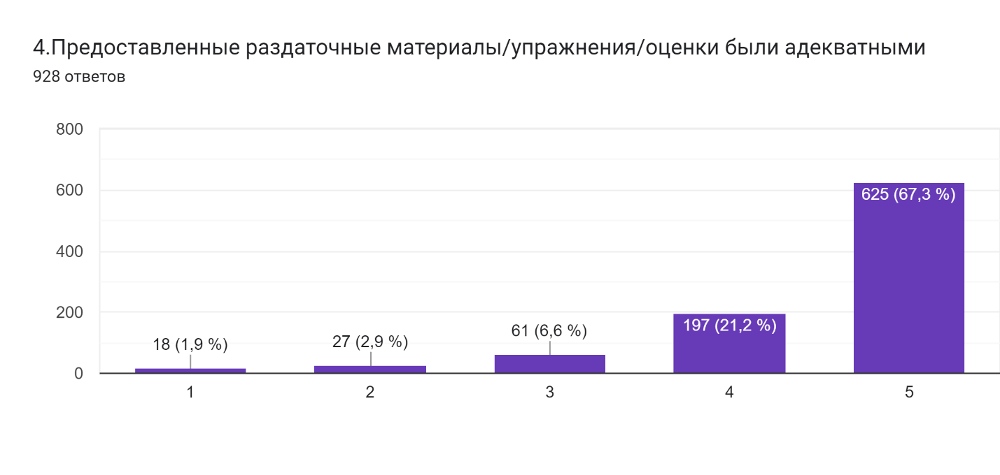 4.Предоставленные раздаточные материалы/упражнения/оценки были адекватными
928 ответов
800
600
400
200
0
18 (1,9 %)
27 (2,9 %)
61 (6,6 %)
197 (21,2 %)
625 (67,3 %)
1
2
3
4
5